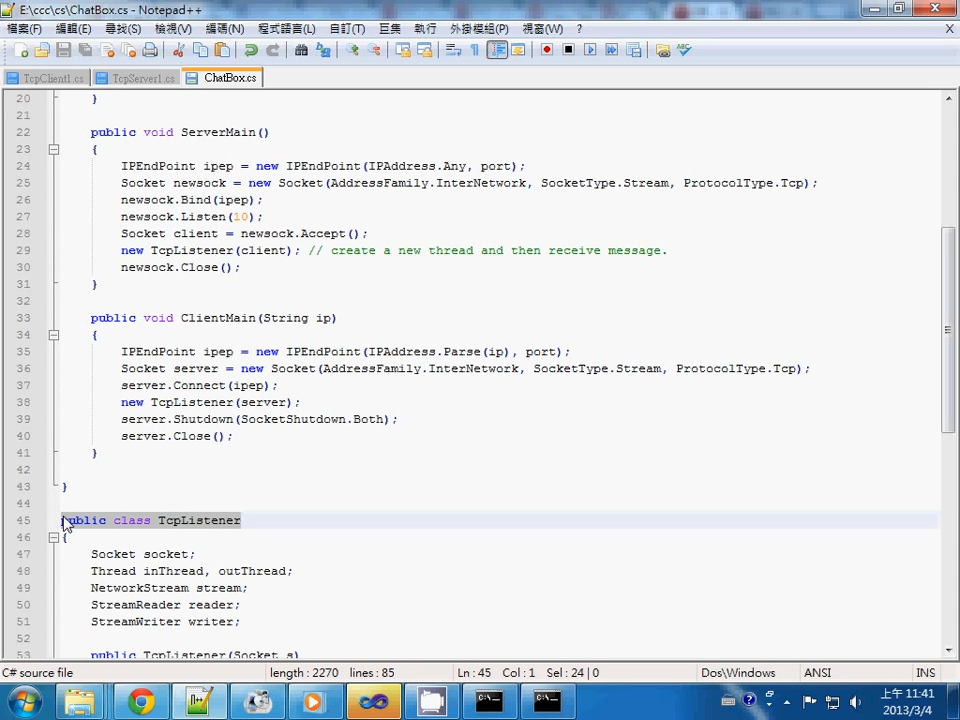 E:\ccc\cs\ChatBox.cs - Notepad++
檔案(F) 編輯(E) 尋找(S) 檢視(V) 編碼(N) 程式語言(L) 自訂(T) 巨集 執行 外掛模組(P) 視窗(W) ? X
TcpClient1.cs TcpServer1.cs ChatBox.cs
20 }
21
22 public void ServerMain()
23 {
24 IPEndPoint ipep = new IPEndPoint(IPAddress.Any, port);
25 Socket newsock = new Socket(AddressFamily.InterNetwork, SocketType.Stream, ProtocolType.Tcp);
26 newsock.Bind(ipep);
27 newsock.Listen(10);
28 Socket client = newsock.Accept();
29 new TcpListener(client); // create a new thread and then receive message.
30 newsock.Close();
31 }
32
33 public void ClientMain(String ip)
34 {
35 IPEndPoint ipep = new IPEndPoint(IPAddress.Parse(ip), port);
36 Socket server = new Socket(AddressFamily.InterNetwork, SocketType.Stream, ProtocolType.Tcp);
37 server.Connect(ipep);
38 new TcpListener(server);
39 server.Shutdown(SocketShutdown.Both);
40 server.Close();
41 }
42
43 }
44
45 public class TcpListener
46 {
47 Socket socket;
48 Thread inThread, outThread;
49 NetworkStream stream;
50 StreamReader reader;
51 StreamWriter writer;
52
53 public TcpListener(Socket s)
C# source file length : 2270 lines : 85 Ln : 45 Col : 1 Sel : 24 | 0 Dos\Windows ANSI INS
上午 11:41
2013/3/4